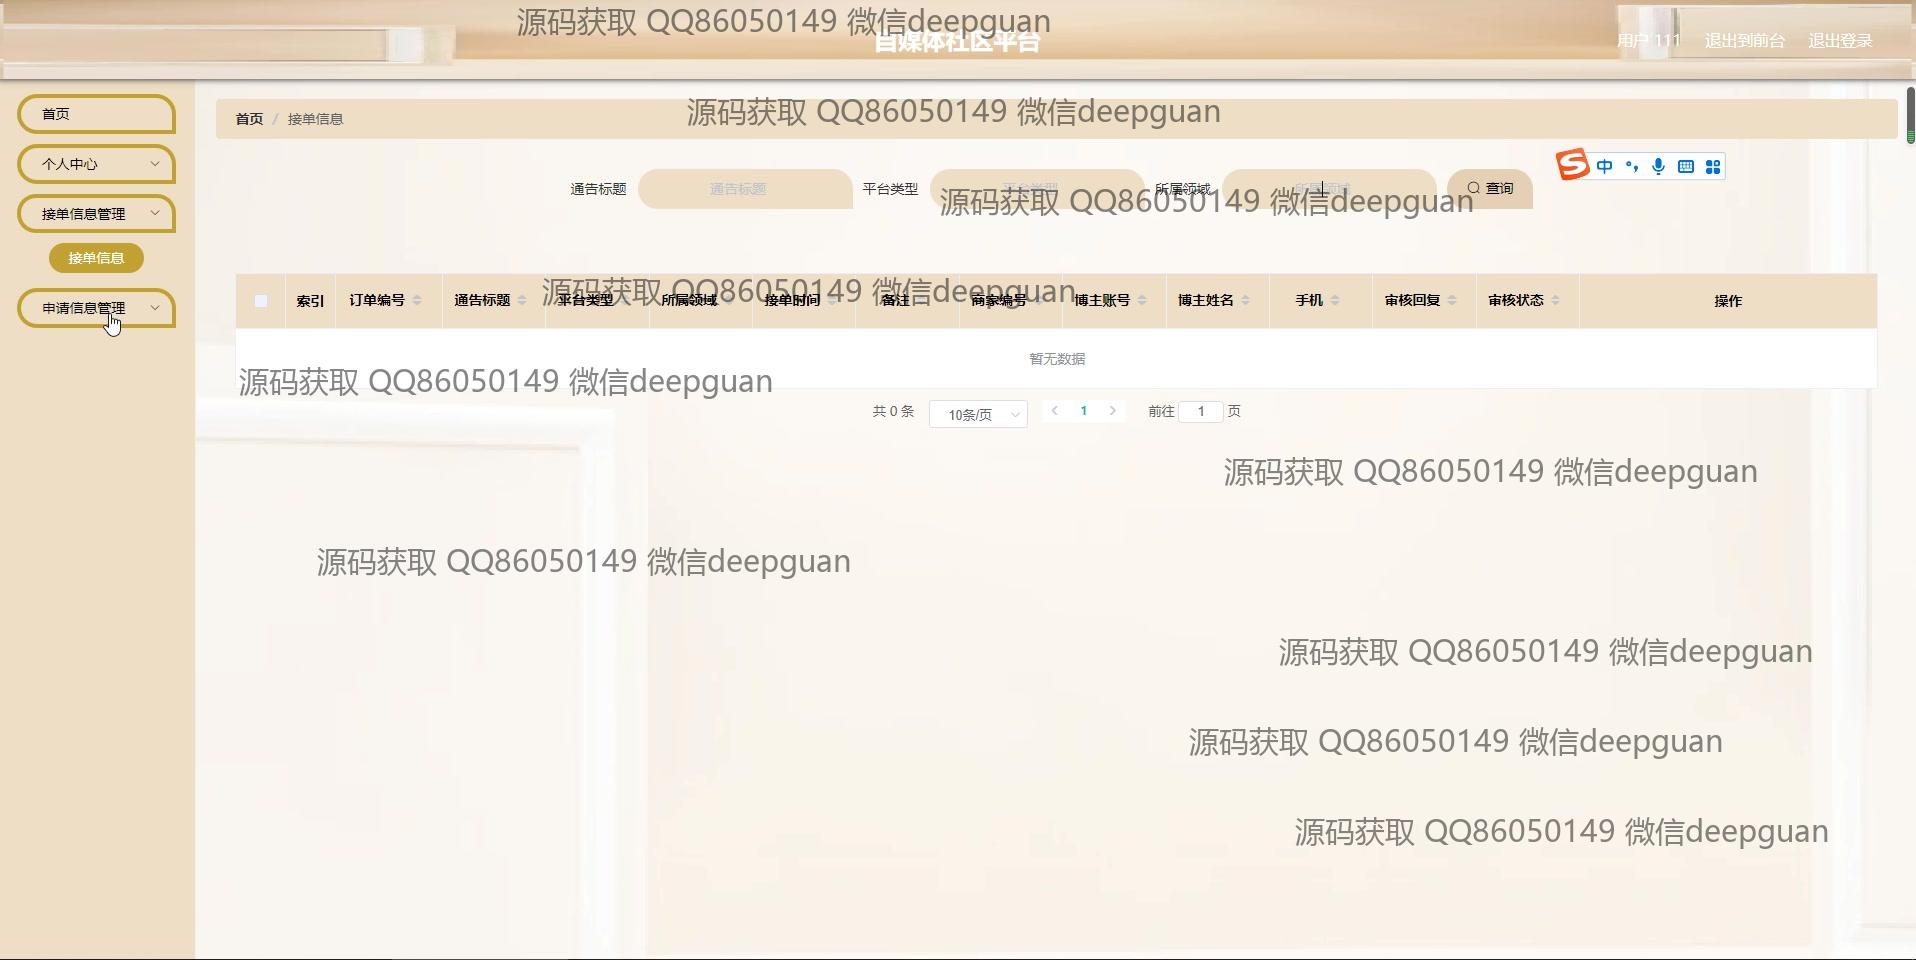 源码获取 QQ86050149 微信deepguan
自媒体社区平台
用户 111 退出到前台 退出登录
首页
个人中心
接单信息管理
接单信息
申请信息管理
源码获取 QQ86050149 微信deepguan
首页 / 接单信息
通告标题 通告标题 平台类型 平台类型 所属领域 所属领域 查询
中
源码获取 QQ86050149 微信deepguan
源码获取 QQ86050149 微信deepguan
索引 订单编号 通告标题 平台类型 所属领域 接单时间 备注 商家编号 博主账号 博主姓名 手机 审核回复 审核状态 操作
暂无数据
源码获取 QQ86050149 微信deepguan
共 0 条 10条/页 1 前往 1 页
源码获取 QQ86050149 微信deepguan
源码获取 QQ86050149 微信deepguan
源码获取 QQ86050149 微信deepguan
源码获取 QQ86050149 微信deepguan
源码获取 QQ86050149 微信deepguan